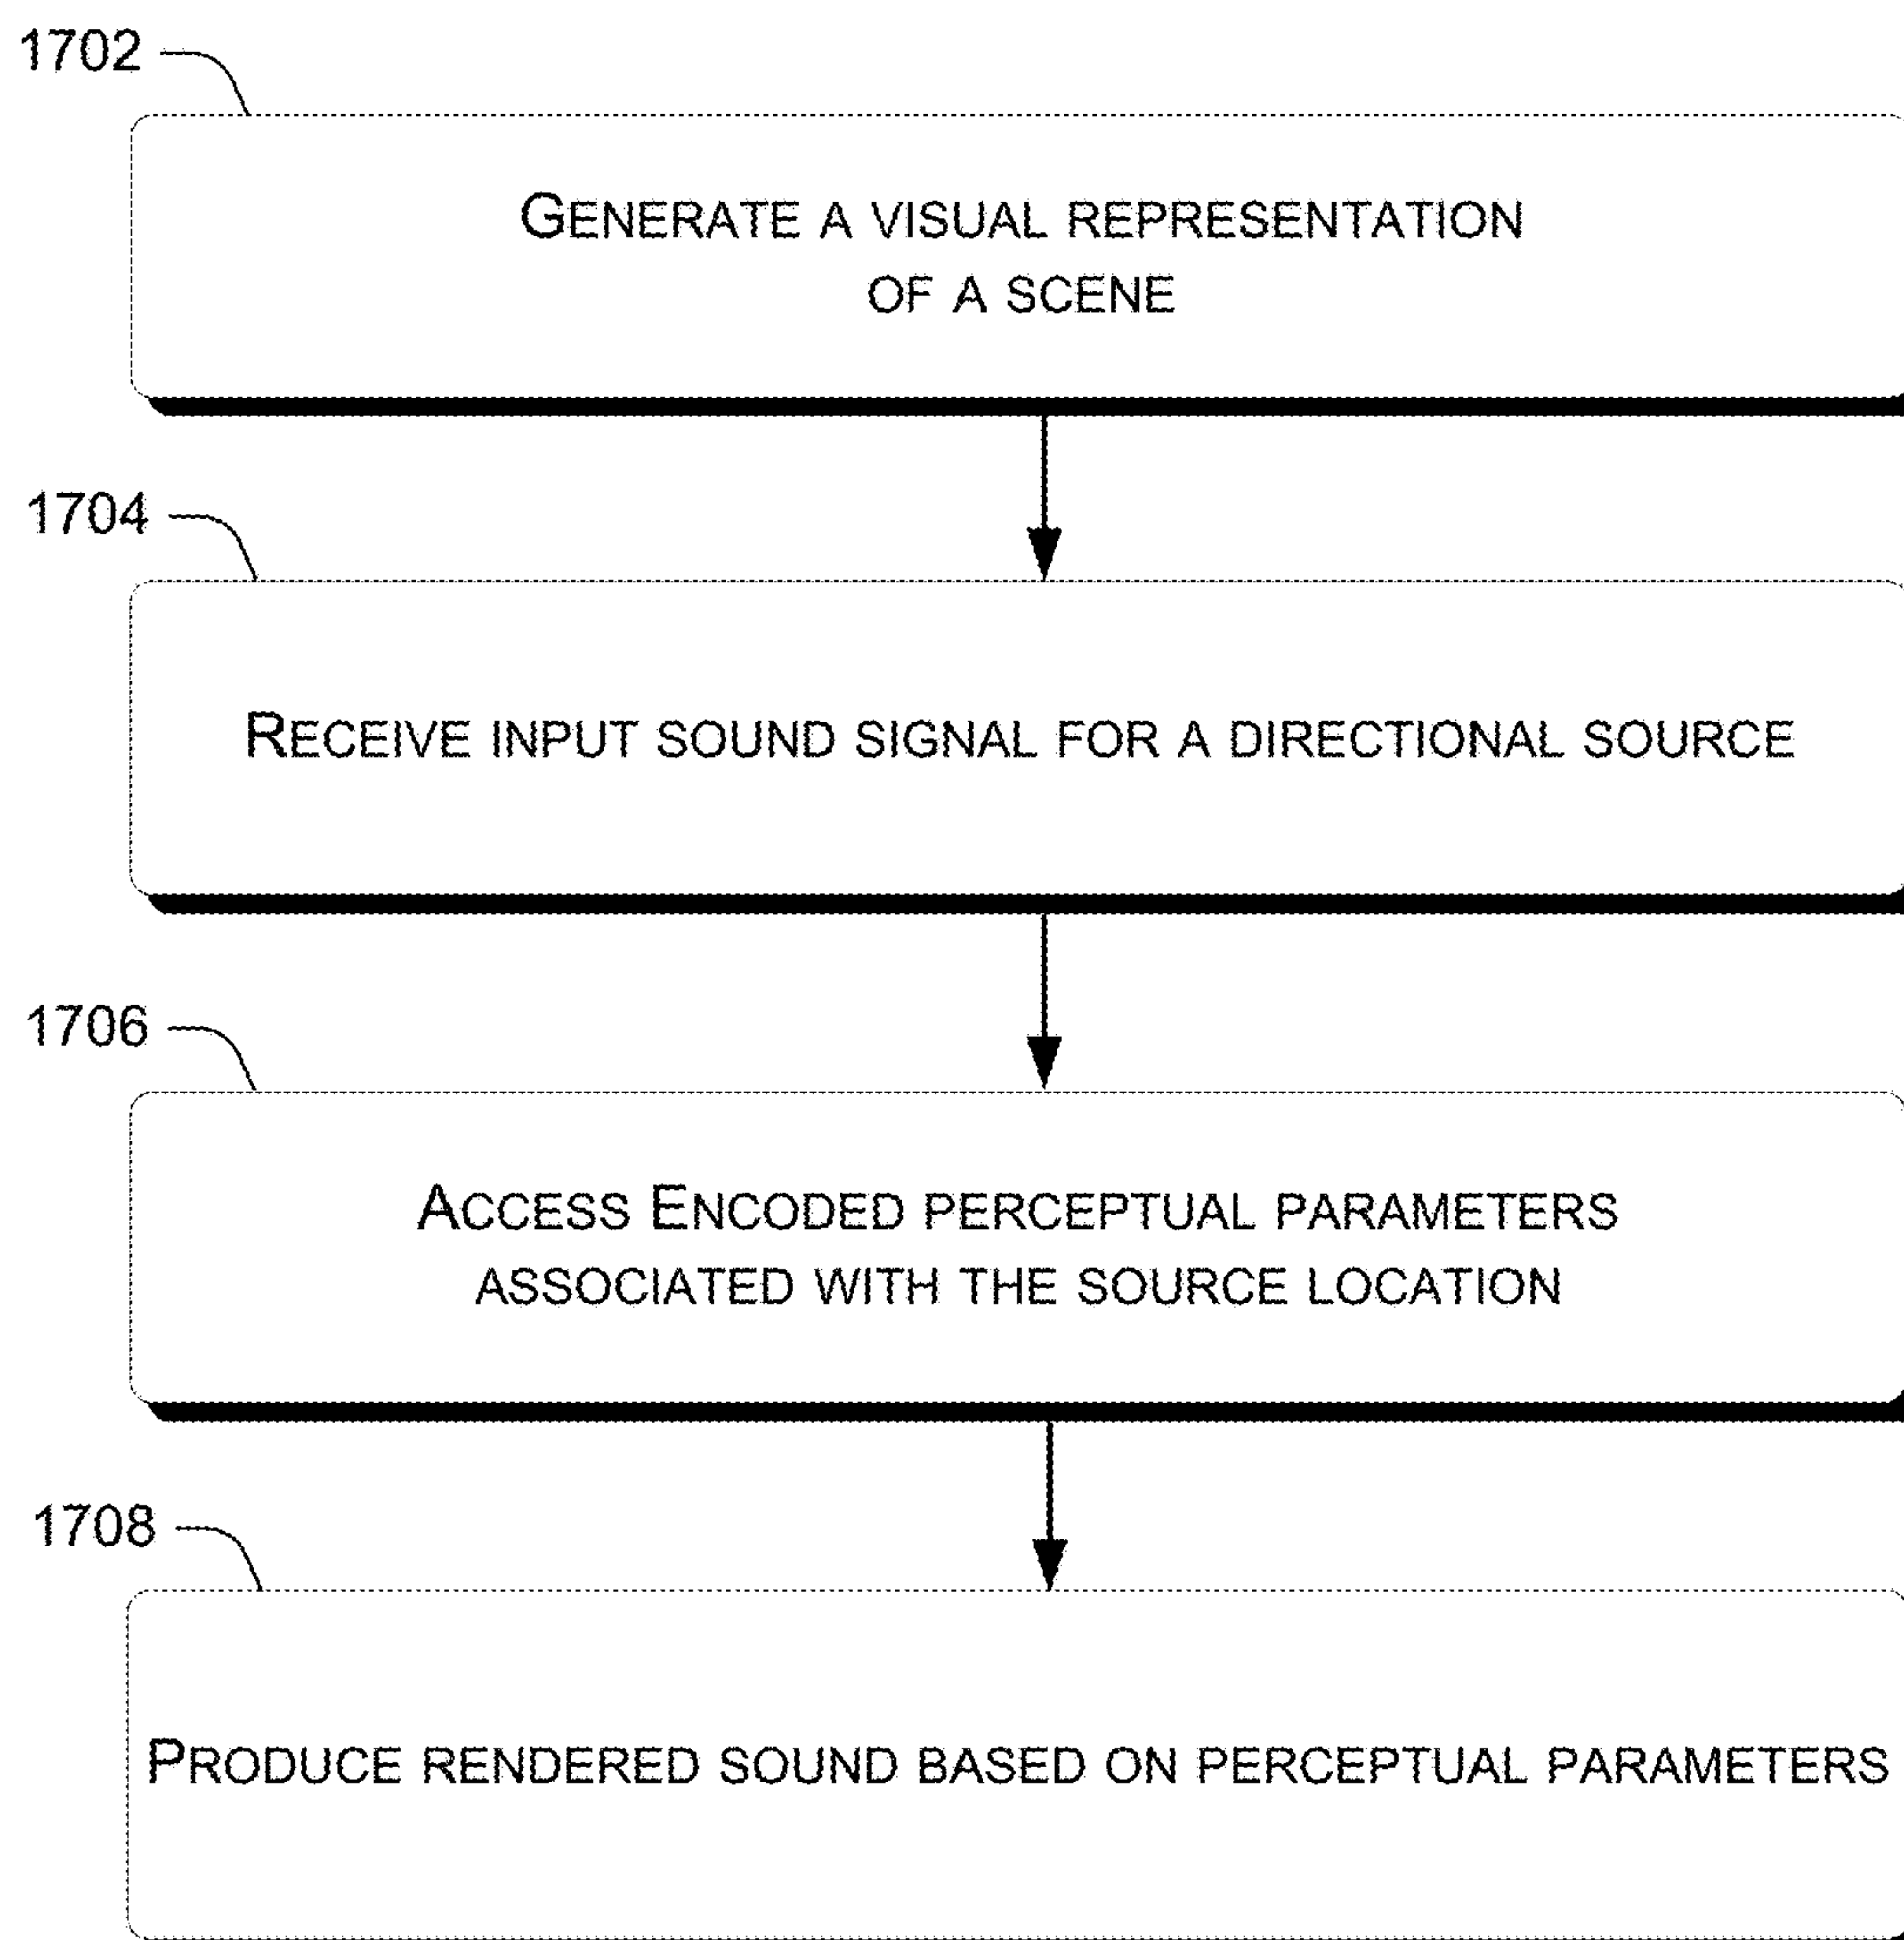 1702
GENERATE A VISUAL REPRESENTATION
OF A SCENE
1704
RECEIVE INPUT SOUND SIGNAL FOR A DIRECTIONAL SOURCE
1706
ACCESS ENCODED PERCEPTUAL PARAMETERS
ASSOCIATED WITH THE SOURCE LOCATION
1708
PRODUCE RENDERED SOUND BASED ON PERCEPTUAL PARAMETERS